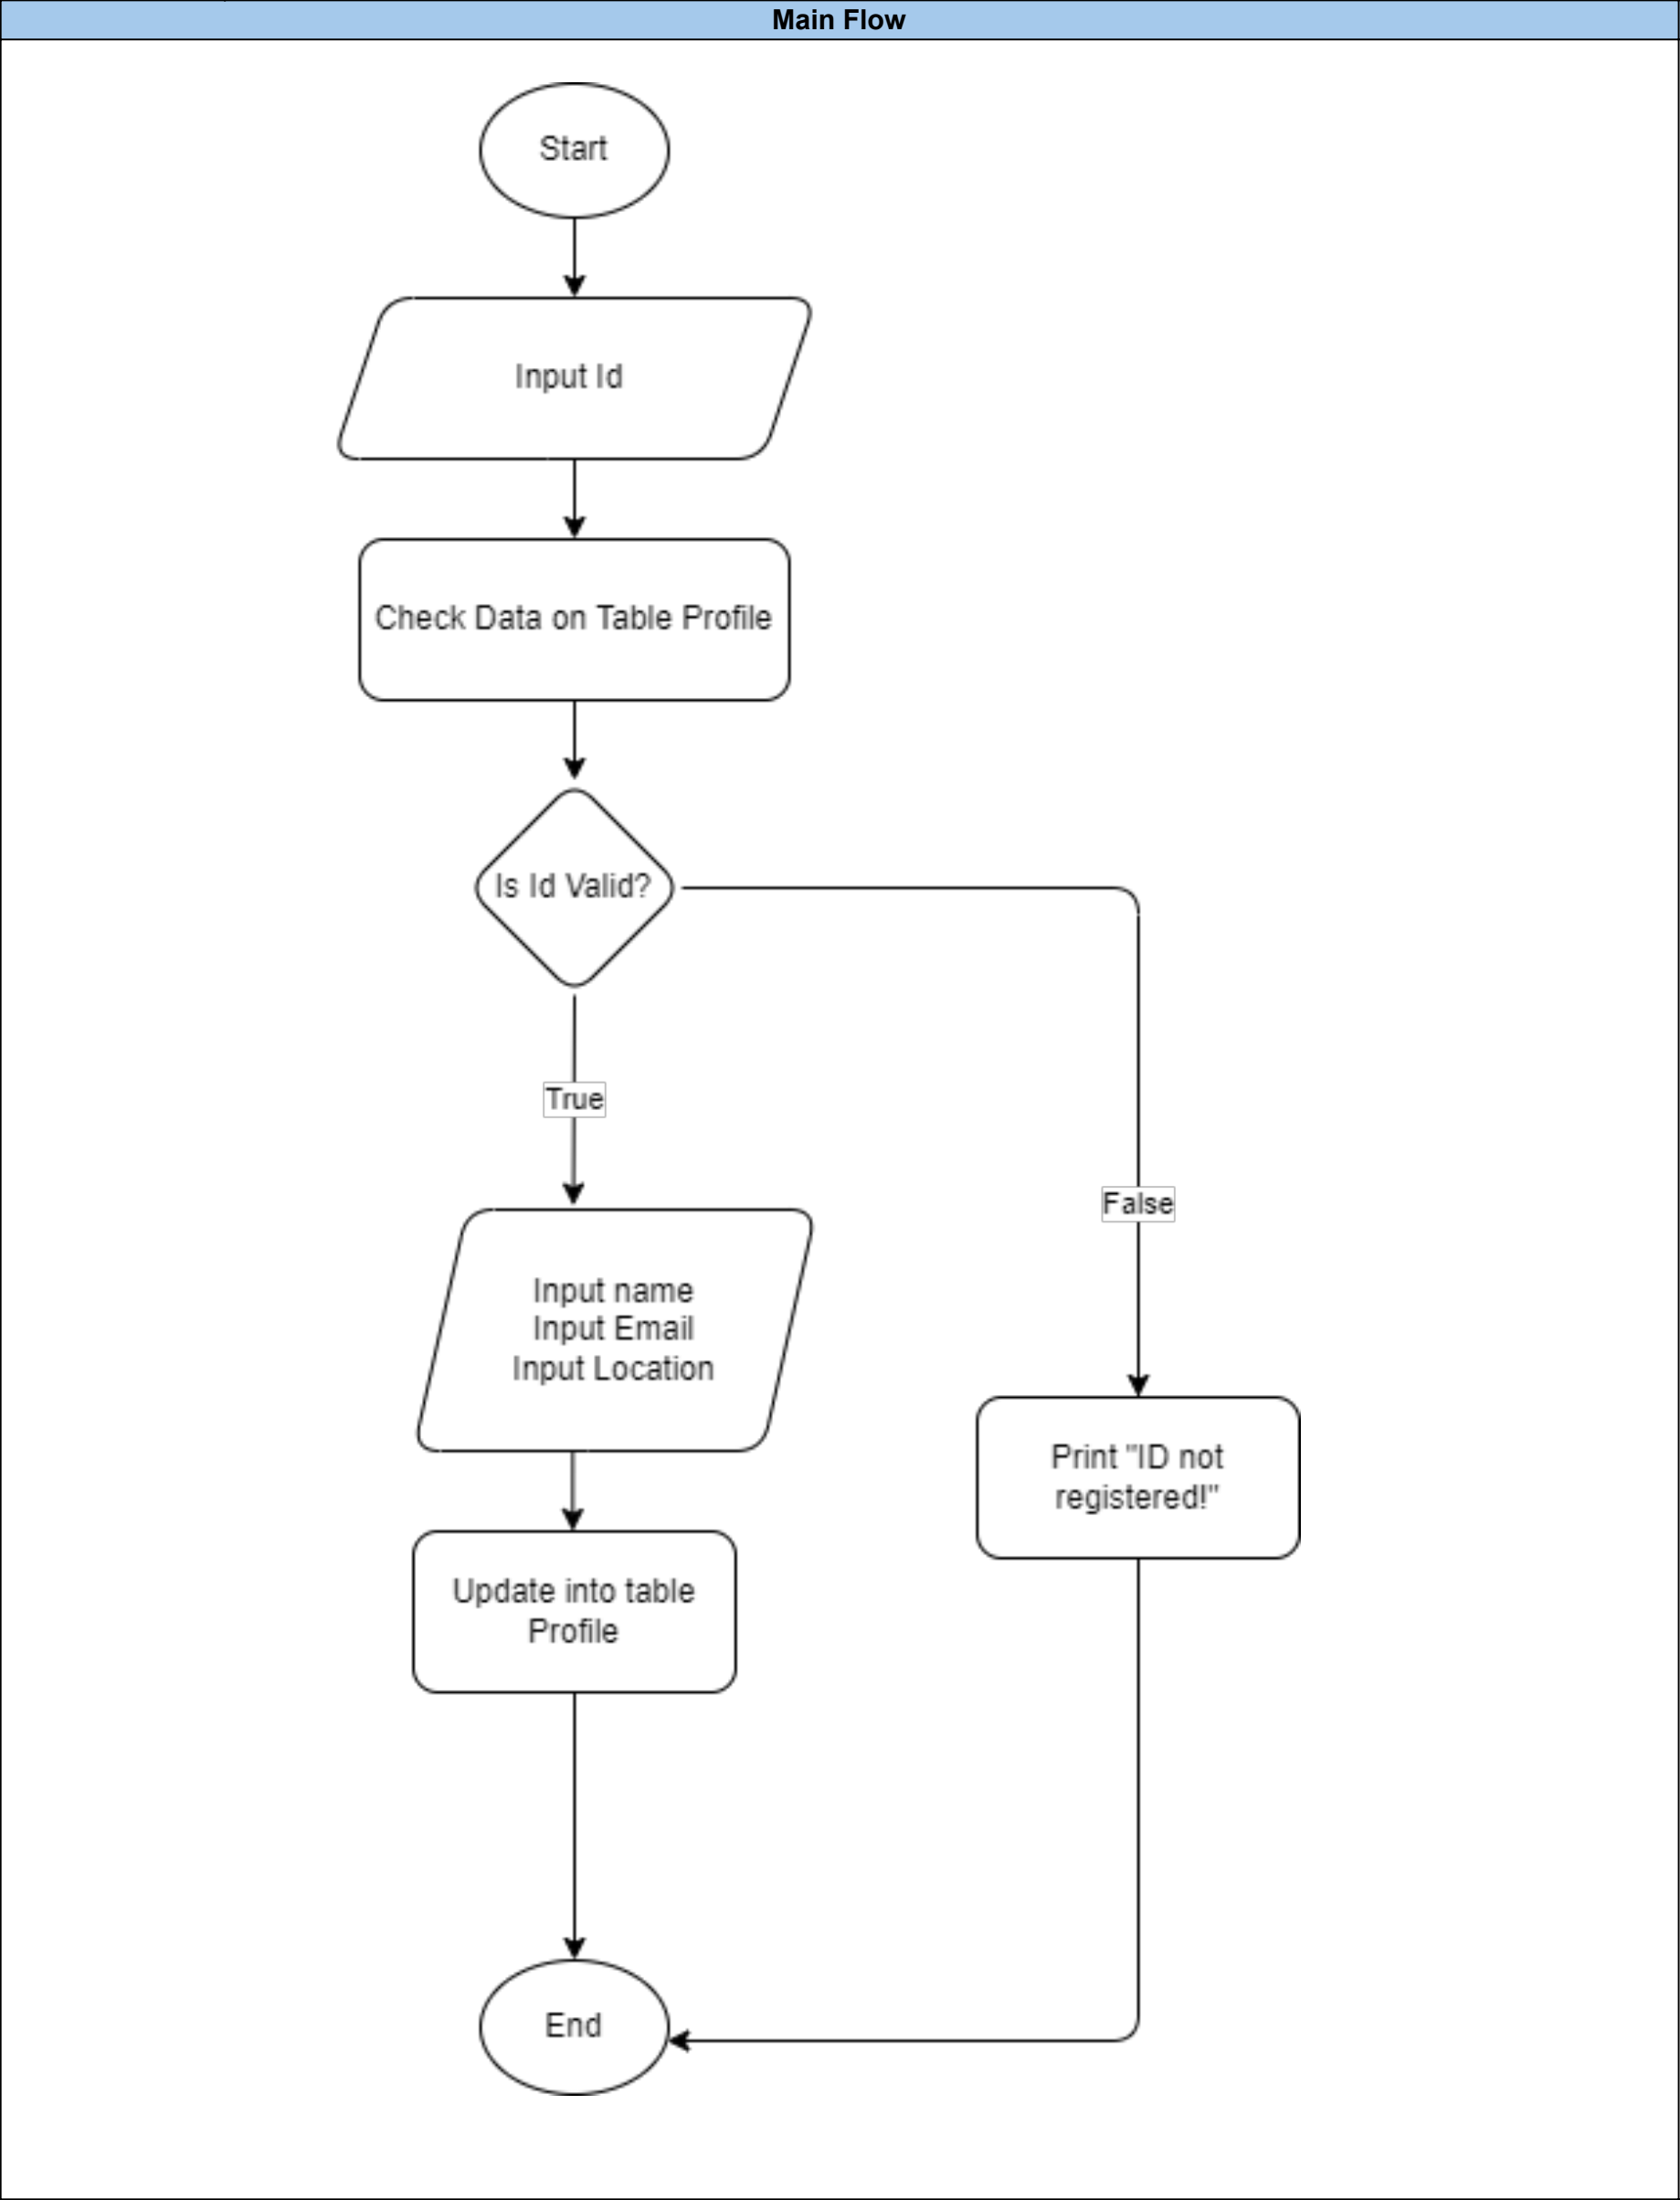 Main Flow
Start
Input Id
Check Data on Table Profile
Is Id Valid?
True
False
Input name
Input Email
Input Location
Print "ID not
registered!"
Update into table
Profile
End